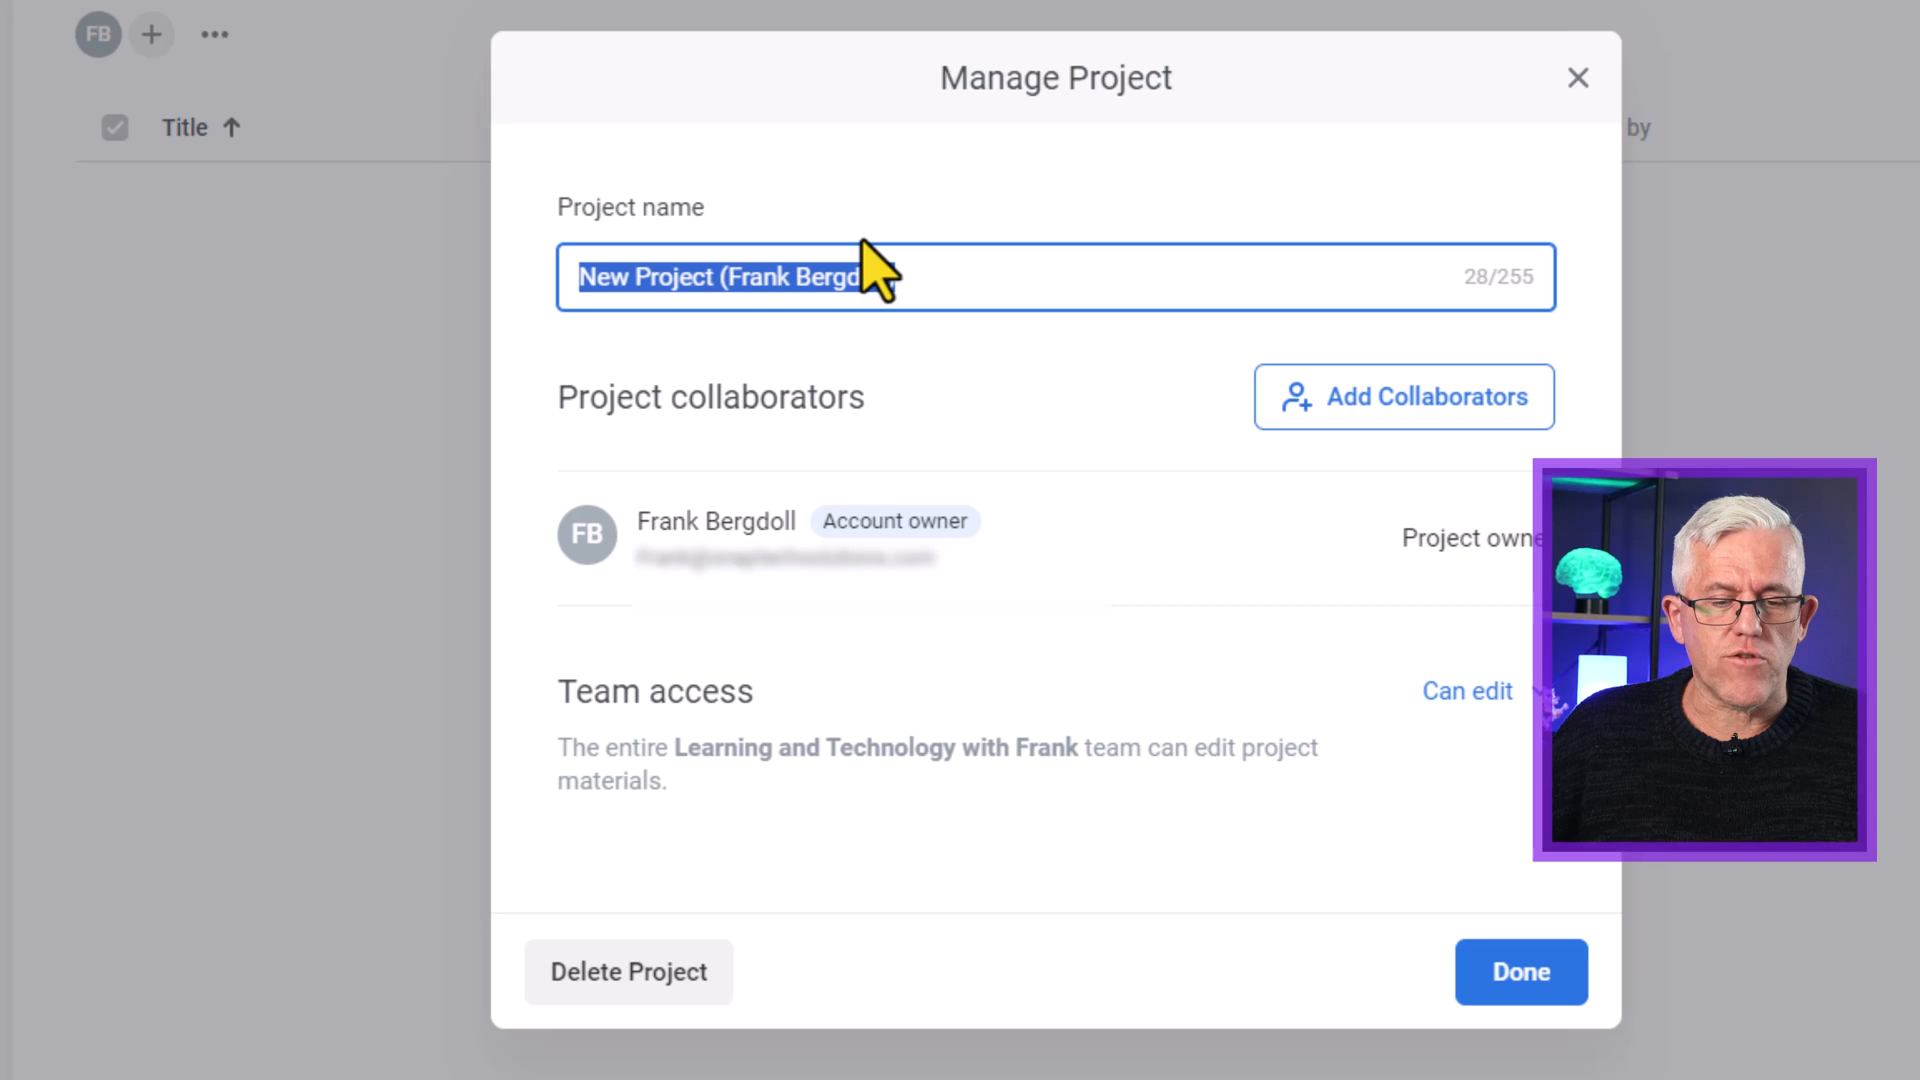 FB
Manage Project
Title
by
Project name
New Project (Frank Bergd
28/255
Project collaborators
Add Collaborators
FB
Frank Bergdoll
Account owner
Project owne
Team access
Can edit
The entire Learning and Technology with Frank team can edit project
materials.
Delete Project
Done